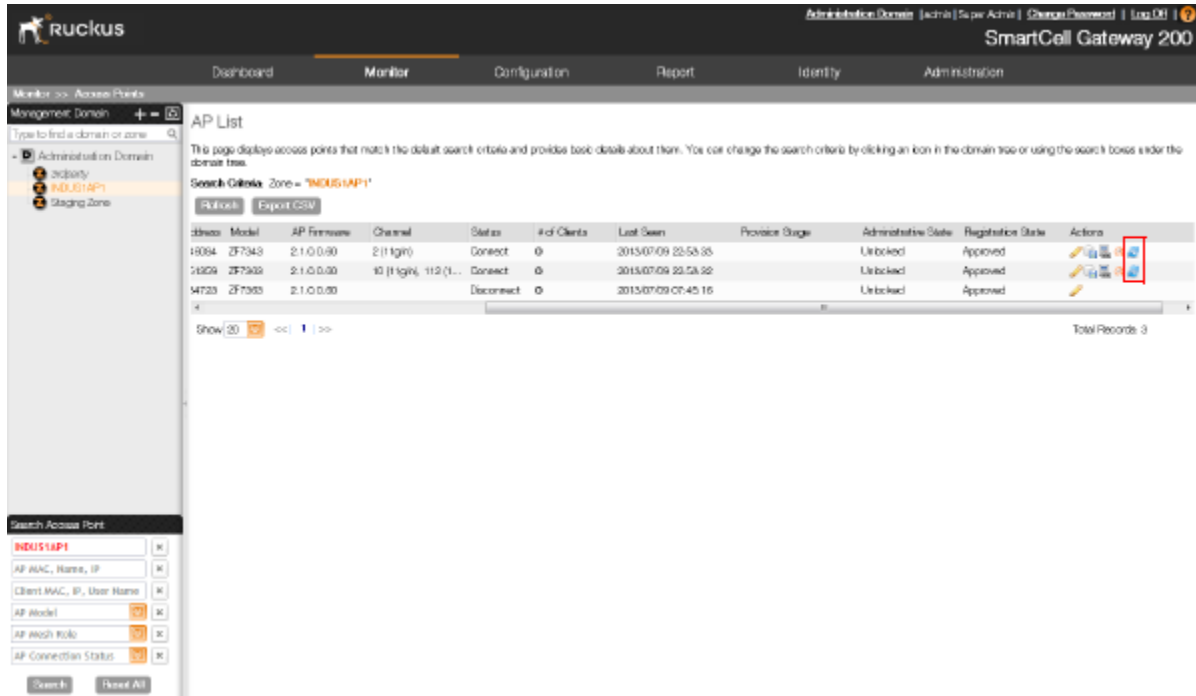 Administration Domain | admin | Super Admin | Change Password | Log Off | ?
Ruckus
SmartCell Gateway 200
Dashboard Monitor Configuration Report Identity Administration
Monitor >> Access Points
Management Domain
Type to find a domain or zone
Administration Domain
3rdparty
INDUS1AP1
Staging Zone
AP List
This page displays access points that match the default search criteria and provides basic details about them. You can change the search criteria by clicking an icon in the domain tree or using the search boxes under the
domain tree.
Search Criteria: Zone = "INDUS1AP1"
Refresh Export CSV
ddress Model AP Firmware Channel Status # of Clients Last Seen Provision Stage Administrative State Registration State Actions
ZF7343 2.1.0.0.60 2 (11g/n) Connect 0 2013/07/09 Unlocked Approved
2.1.0.0.60 Connect 0 2013/07/09 Unlocked Approved
ZF7363 2.1.0.0.60 Disconnect 0 2013/07/09 07:45:16 Unlocked Approved
Show 20 << | 1 | >>
Total Records: 3
Search Access Point
INDUS1AP1
AP MAC, Name, IP
Client MAC, IP, User Name
AP Model
AP Mesh Role
AP Connection Status
Search Reset All